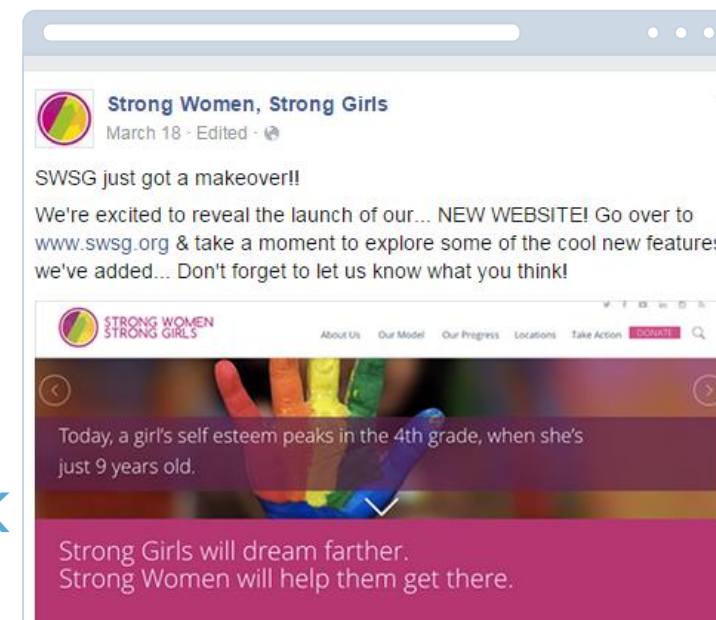 Strong Women, Strong Girls
March 18 · Edited ·
SWSG just got a makeover!!
We're excited to reveal the launch of our... NEW WEBSITE! Go over to
www.swsg.org & take a moment to explore some of the cool new features
we've added... Don't forget to let us know what you think!
STRONG WOMEN
STRONG GIRLS
About Us Our Model Our Progress Locations Take Action DONATE
Today, a girl's self esteem peaks in the 4th grade, when she's
just 9 years old.
Strong Girls will dream farther.
Strong Women will help them get there.